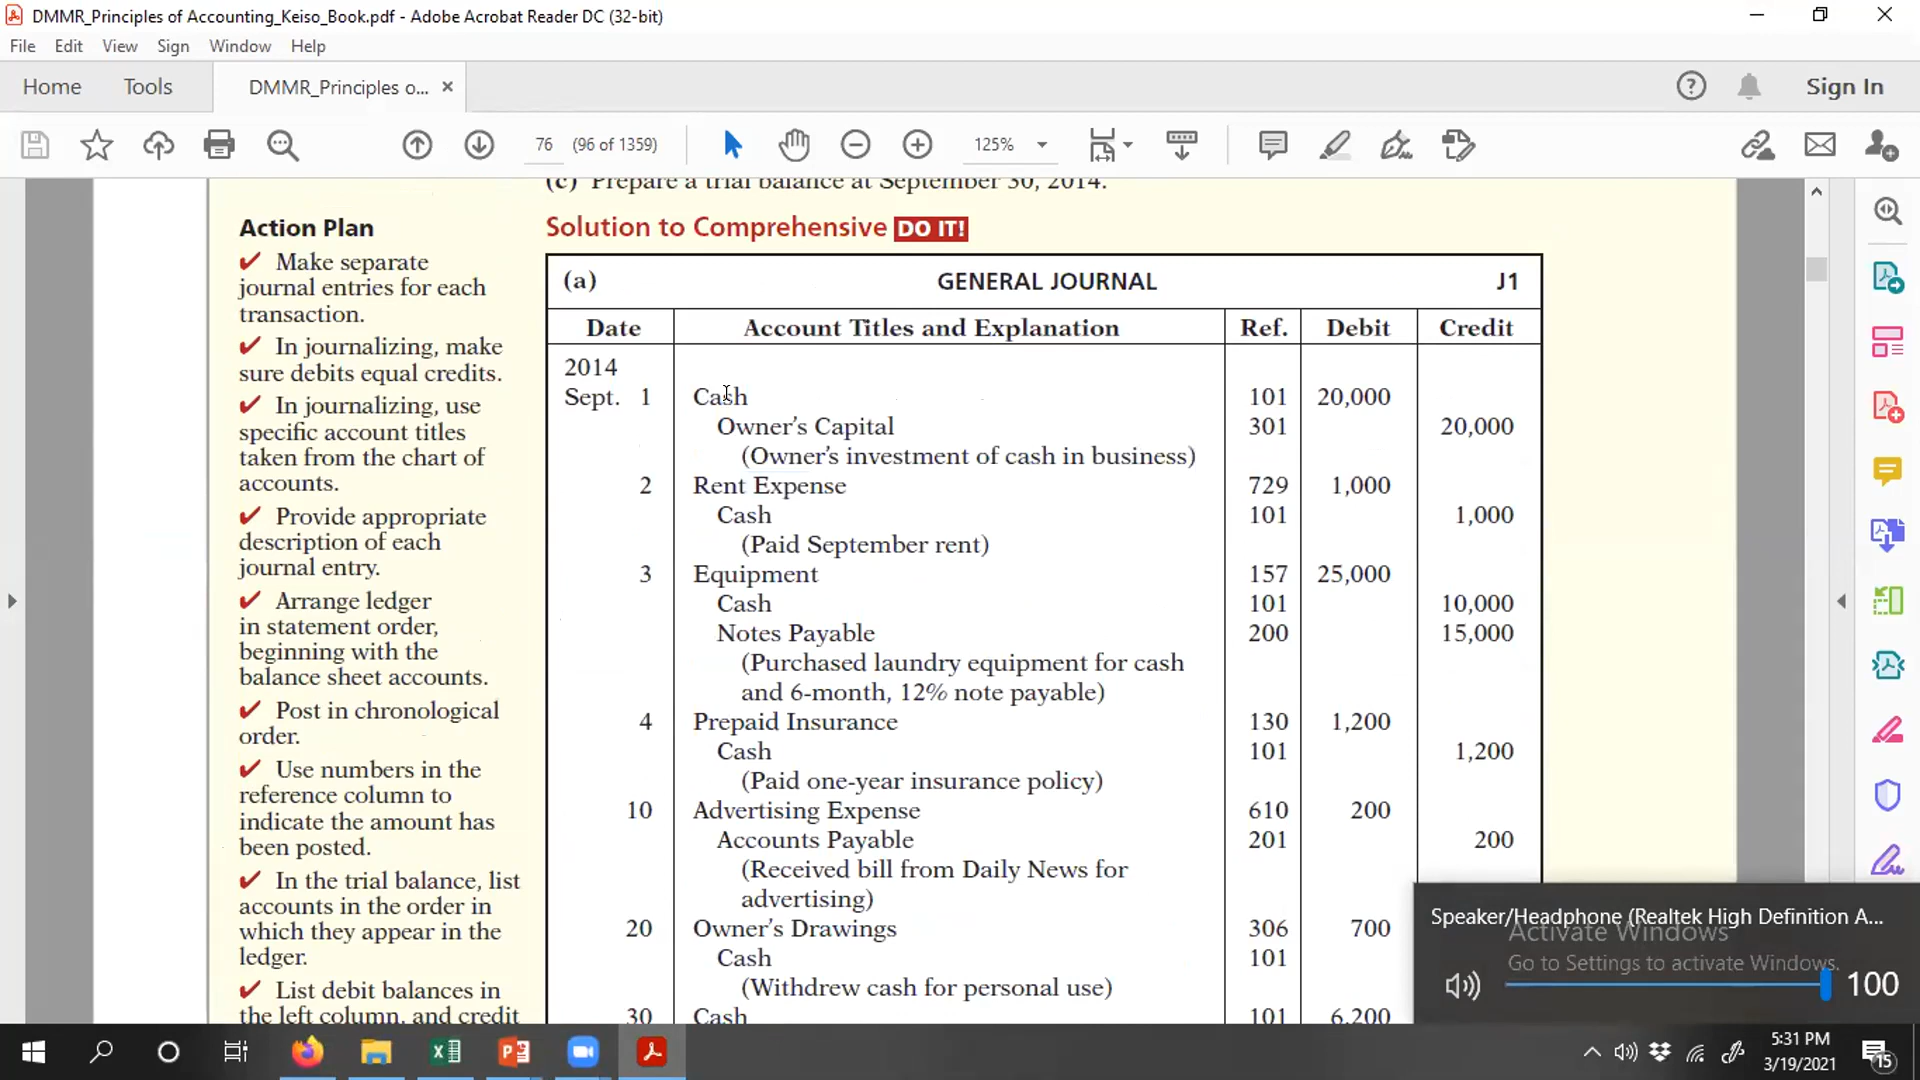 DMMR_Principles of Accounting_Keiso_Book.pdf - Adobe Acrobat Reader DC (32-bit)
File Edit View Sign Window Help
Home Tools DMMR_Principles o... × Sign In
76 (96 of 1359) 125%
(c) Prepare a trial balance at September 30, 2014.
Action Plan
✔ Make separate
journal entries for each
transaction.
✔ In journalizing, make
sure debits equal credits.
✔ In journalizing, use
specific account titles
taken from the chart of
accounts.
✔ Provide appropriate
description of each
journal entry.
✔ Arrange ledger
in statement order,
beginning with the
balance sheet accounts.
✔ Post in chronological
order.
✔ Use numbers in the
reference column to
indicate the amount has
been posted.
✔ In the trial balance, list
accounts in the order in
which they appear in the
ledger.
✔ List debit balances in
the left column, and credit
Solution to Comprehensive DO IT!
(a) GENERAL JOURNAL J1
Date Account Titles and Explanation Ref. Debit Credit
2014
Sept. 1 Cash 101 20,000
Owner's Capital 301 20,000
(Owner's investment of cash in business)
2 Rent Expense 729 1,000
Cash 101 1,000
(Paid September rent)
3 Equipment 157 25,000
Cash 101 10,000
Notes Payable 200 15,000
(Purchased laundry equipment for cash
and 6-month, 12% note payable)
4 Prepaid Insurance 130 1,200
Cash 101 1,200
(Paid one-year insurance policy)
10 Advertising Expense 610 200
Accounts Payable 201 200
(Received bill from Daily News for
advertising)
20 Owner's Drawings 306 700
Cash 101
(Withdrew cash for personal use)
30 Cash 101 6,200
Speaker/Headphone (Realtek High Definition A...
Activate Windows
Go to Settings to activate Windows.
100
5:31 PM
3/19/2021
15